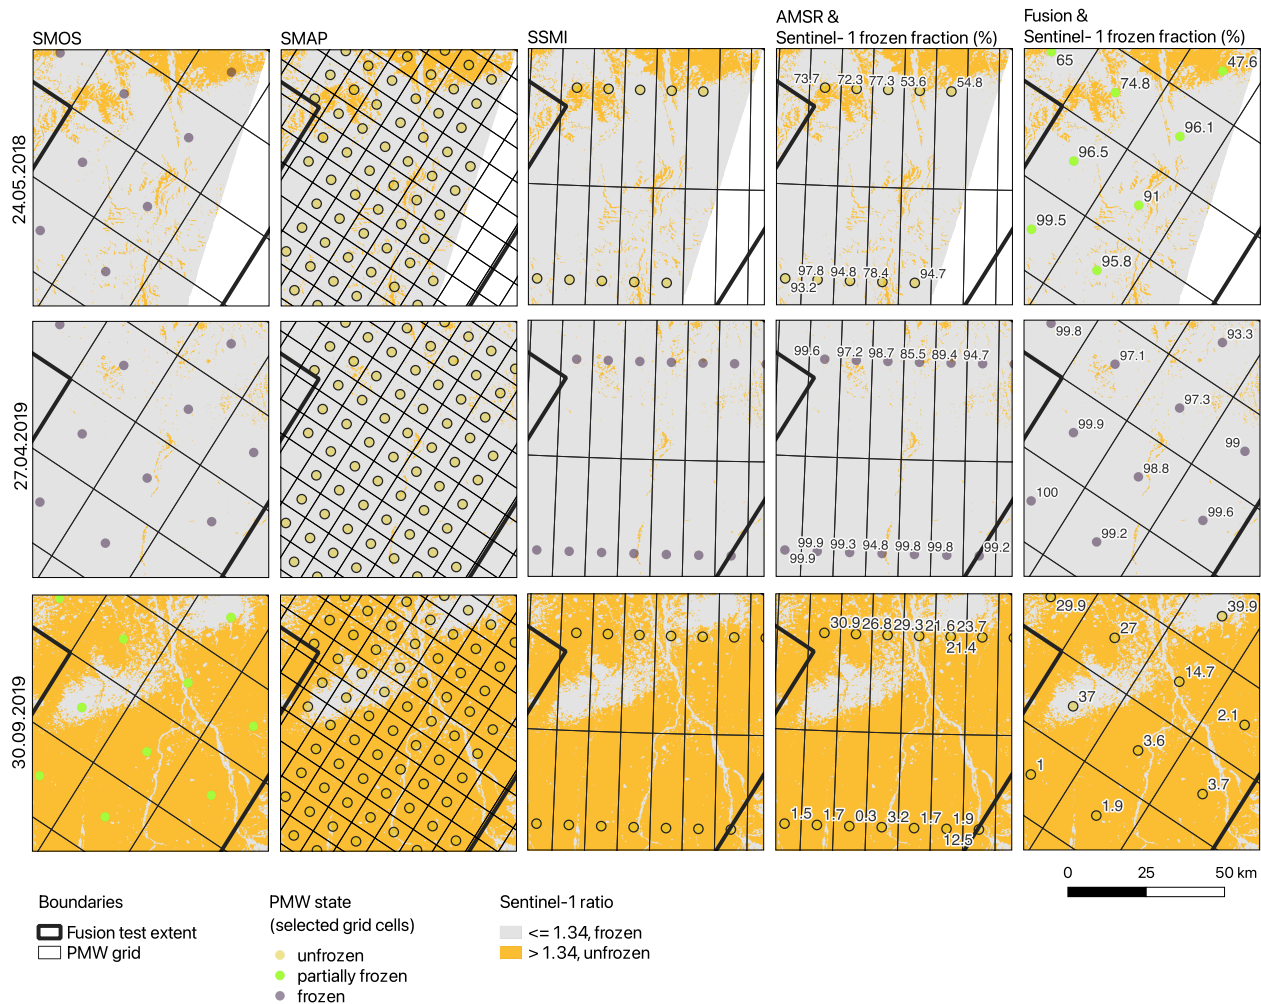 SMOS
SMAP
SSMI
AMSR &
Sentinel- 1 frozen fraction (%)
Fusion &
Sentinel- 1 frozen fraction (%)
24.05.2018
73.7 72.3 77.3 53.6 54.8
97.8 94.8 78.4 94.7
93.2
65
47.6
74.8
96.1
96.5
91
99.5
95.8
27.04.2019
99.6 97.2 98.7 85.5 89.4 94.7
99.9 99.3 94.8 99.8 99.8 99.2
99.9
99.8
93.3
97.1
97.3
99.9
99
98.8
100
99.6
99.2
30.09.2019
30.9 26.8 29.3 21.6 23.7
21.4
1.5 1.7 0.3 3.2 1.7 1.9
12.5
29.9
39.9
27
14.7
37
2.1
3.6
1
3.7
1.9
0 25 50 km
Boundaries
Fusion test extent
PMW grid
PMW state
(selected grid cells)
unfrozen
partially frozen
frozen
Sentinel-1 ratio
<= 1.34, frozen
> 1.34, unfrozen